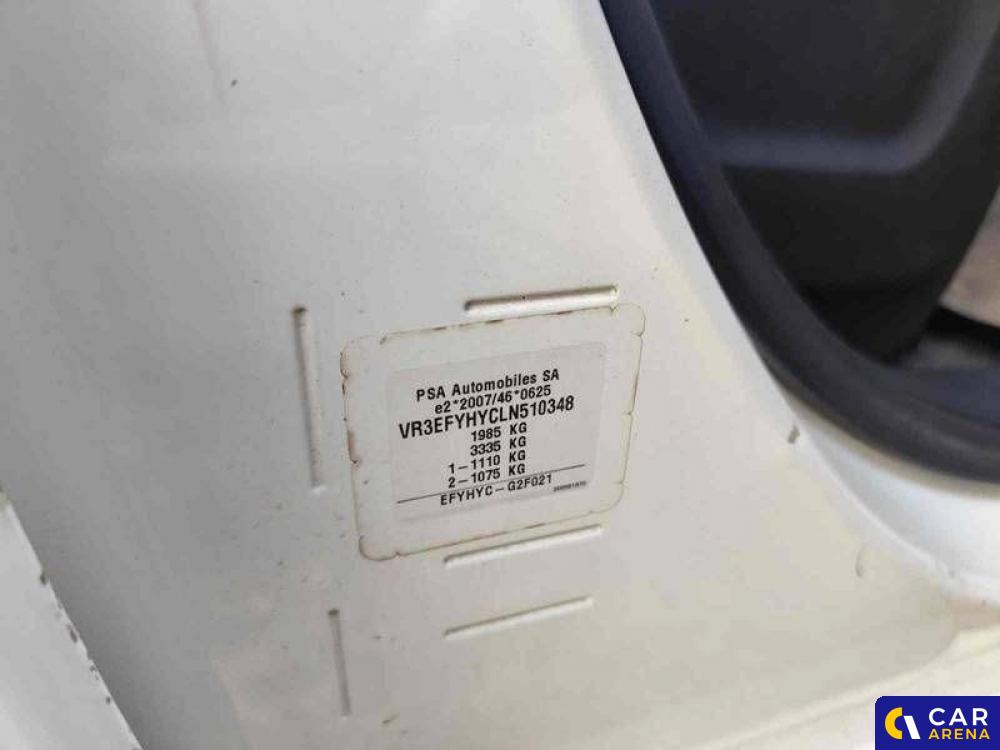 PSA Automobiles SA
e2*2007/46*0625
VR3EFYHYCLN510348
1985 KG
3335 KG
1-1110 KG
2-1075 KG
EFYHYC-G2F021
CAR
ARENA